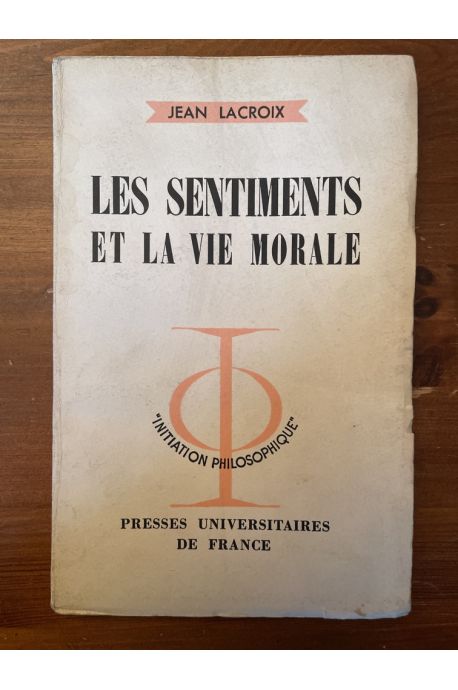 JEAN LACROIX
LES SENTIMENTS
ET LA VIE MORALE
"INITIATION PHILOSOPHIQUE"
PRESSES UNIVERSITAIRES
DE FRANCE